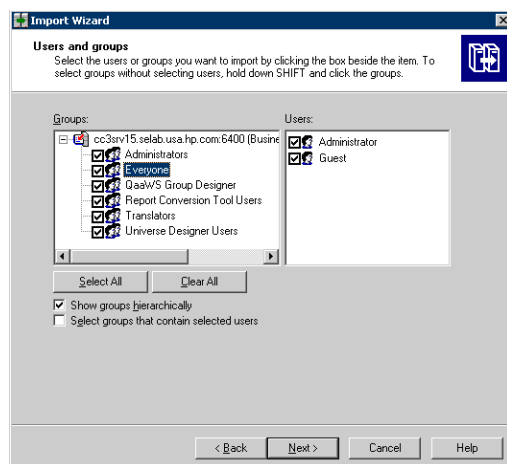 Import Wizard
Users and groups
Select the users or groups you want to import by clicking the box beside the item. To
select groups without selecting users, hold down SHIFT and click the groups.
Groups:
Users:
cc3srv15.selab.usa.hp.com:6400 (Busine
Administrators
Everyone
QaaWS Group Designer
Report Conversion Tool Users
Translators
Universe Designer Users
Administrator
Guest
Select All
Clear All
Show groups hierarchically
Select groups that contain selected users
< Back
Next >
Cancel
Help